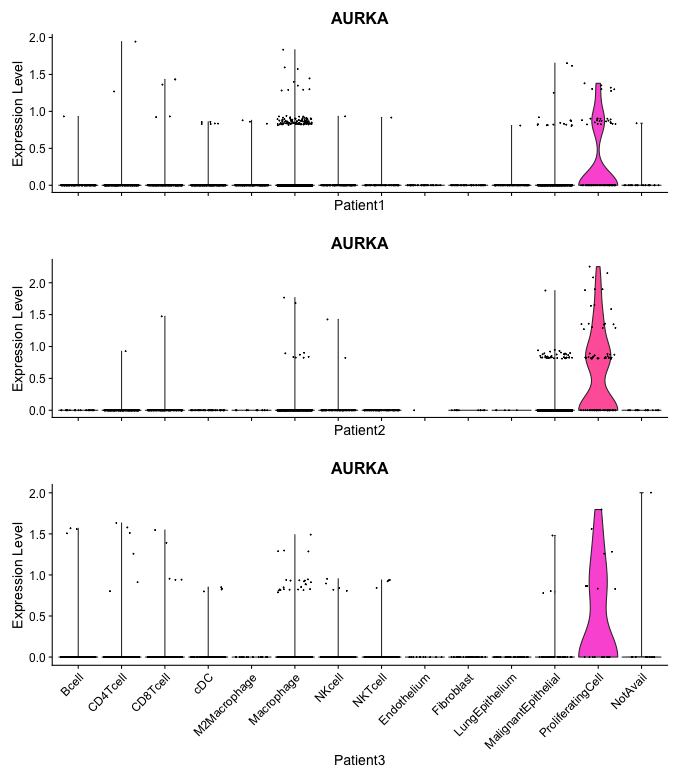 AURKA
Expression Level
2.0
1.5
1.0
0.5
0.0
Patient1
AURKA
Expression Level
2.0
1.5
1.0
0.5
0.0
Patient2
AURKA
Expression Level
2.0
1.5
1.0
0.5
0.0
Bcell
CD4Tcell
CD8Tcell
cDC
M2Macrophage
Macrophage
NKcell
NKTcell
Endothelium
Fibroblast
LungEpithelium
MalignantEpithelial
ProliferatingCell
NotAvail
Patient3